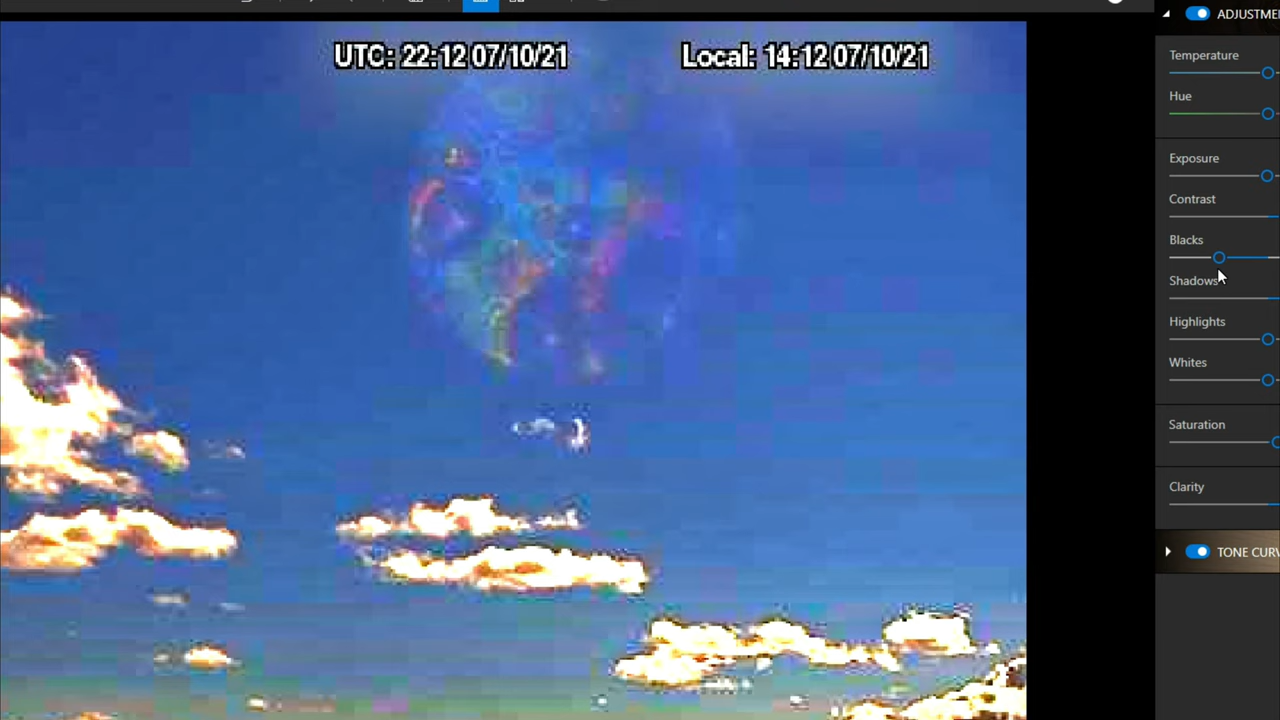 UTC: 22:12 07/10/21
Local: 14:12 07/10/21
ADJUSTME
Temperature
Hue
Exposure
Contrast
Blacks
Shadows
Highlights
Whites
Saturation
Clarity
TONE CURV